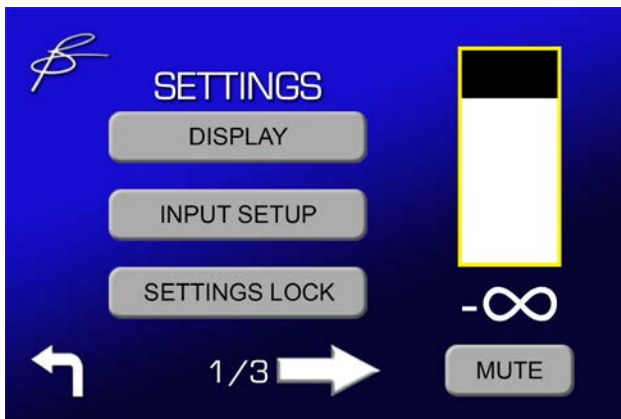 SETTINGS
DISPLAY
INPUT SETUP
SETTINGS LOCK
-∞
1/3
MUTE